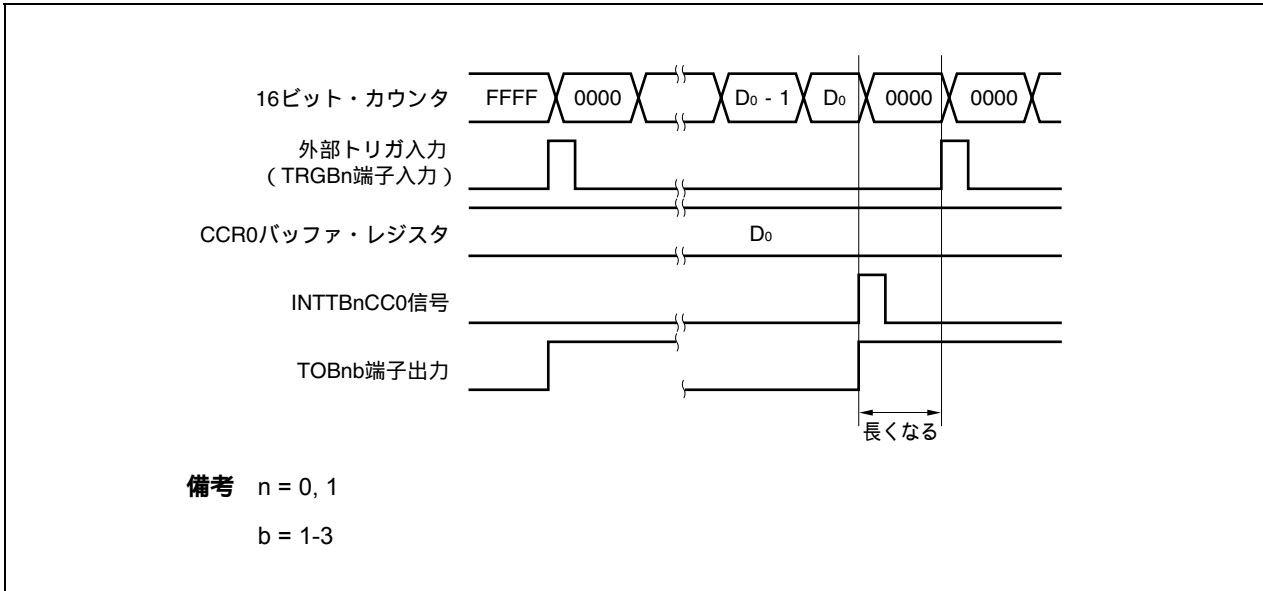 16ビット・カウンタ FFFF 0000 D0 - 1 D0 0000 0000
外部トリガ入力
（TRGBn端子入力）
CCR0バッファ・レジスタ D0
INTTBnCC0信号
TOBnb端子出力
長くなる
備考 n = 0, 1
b = 1-3